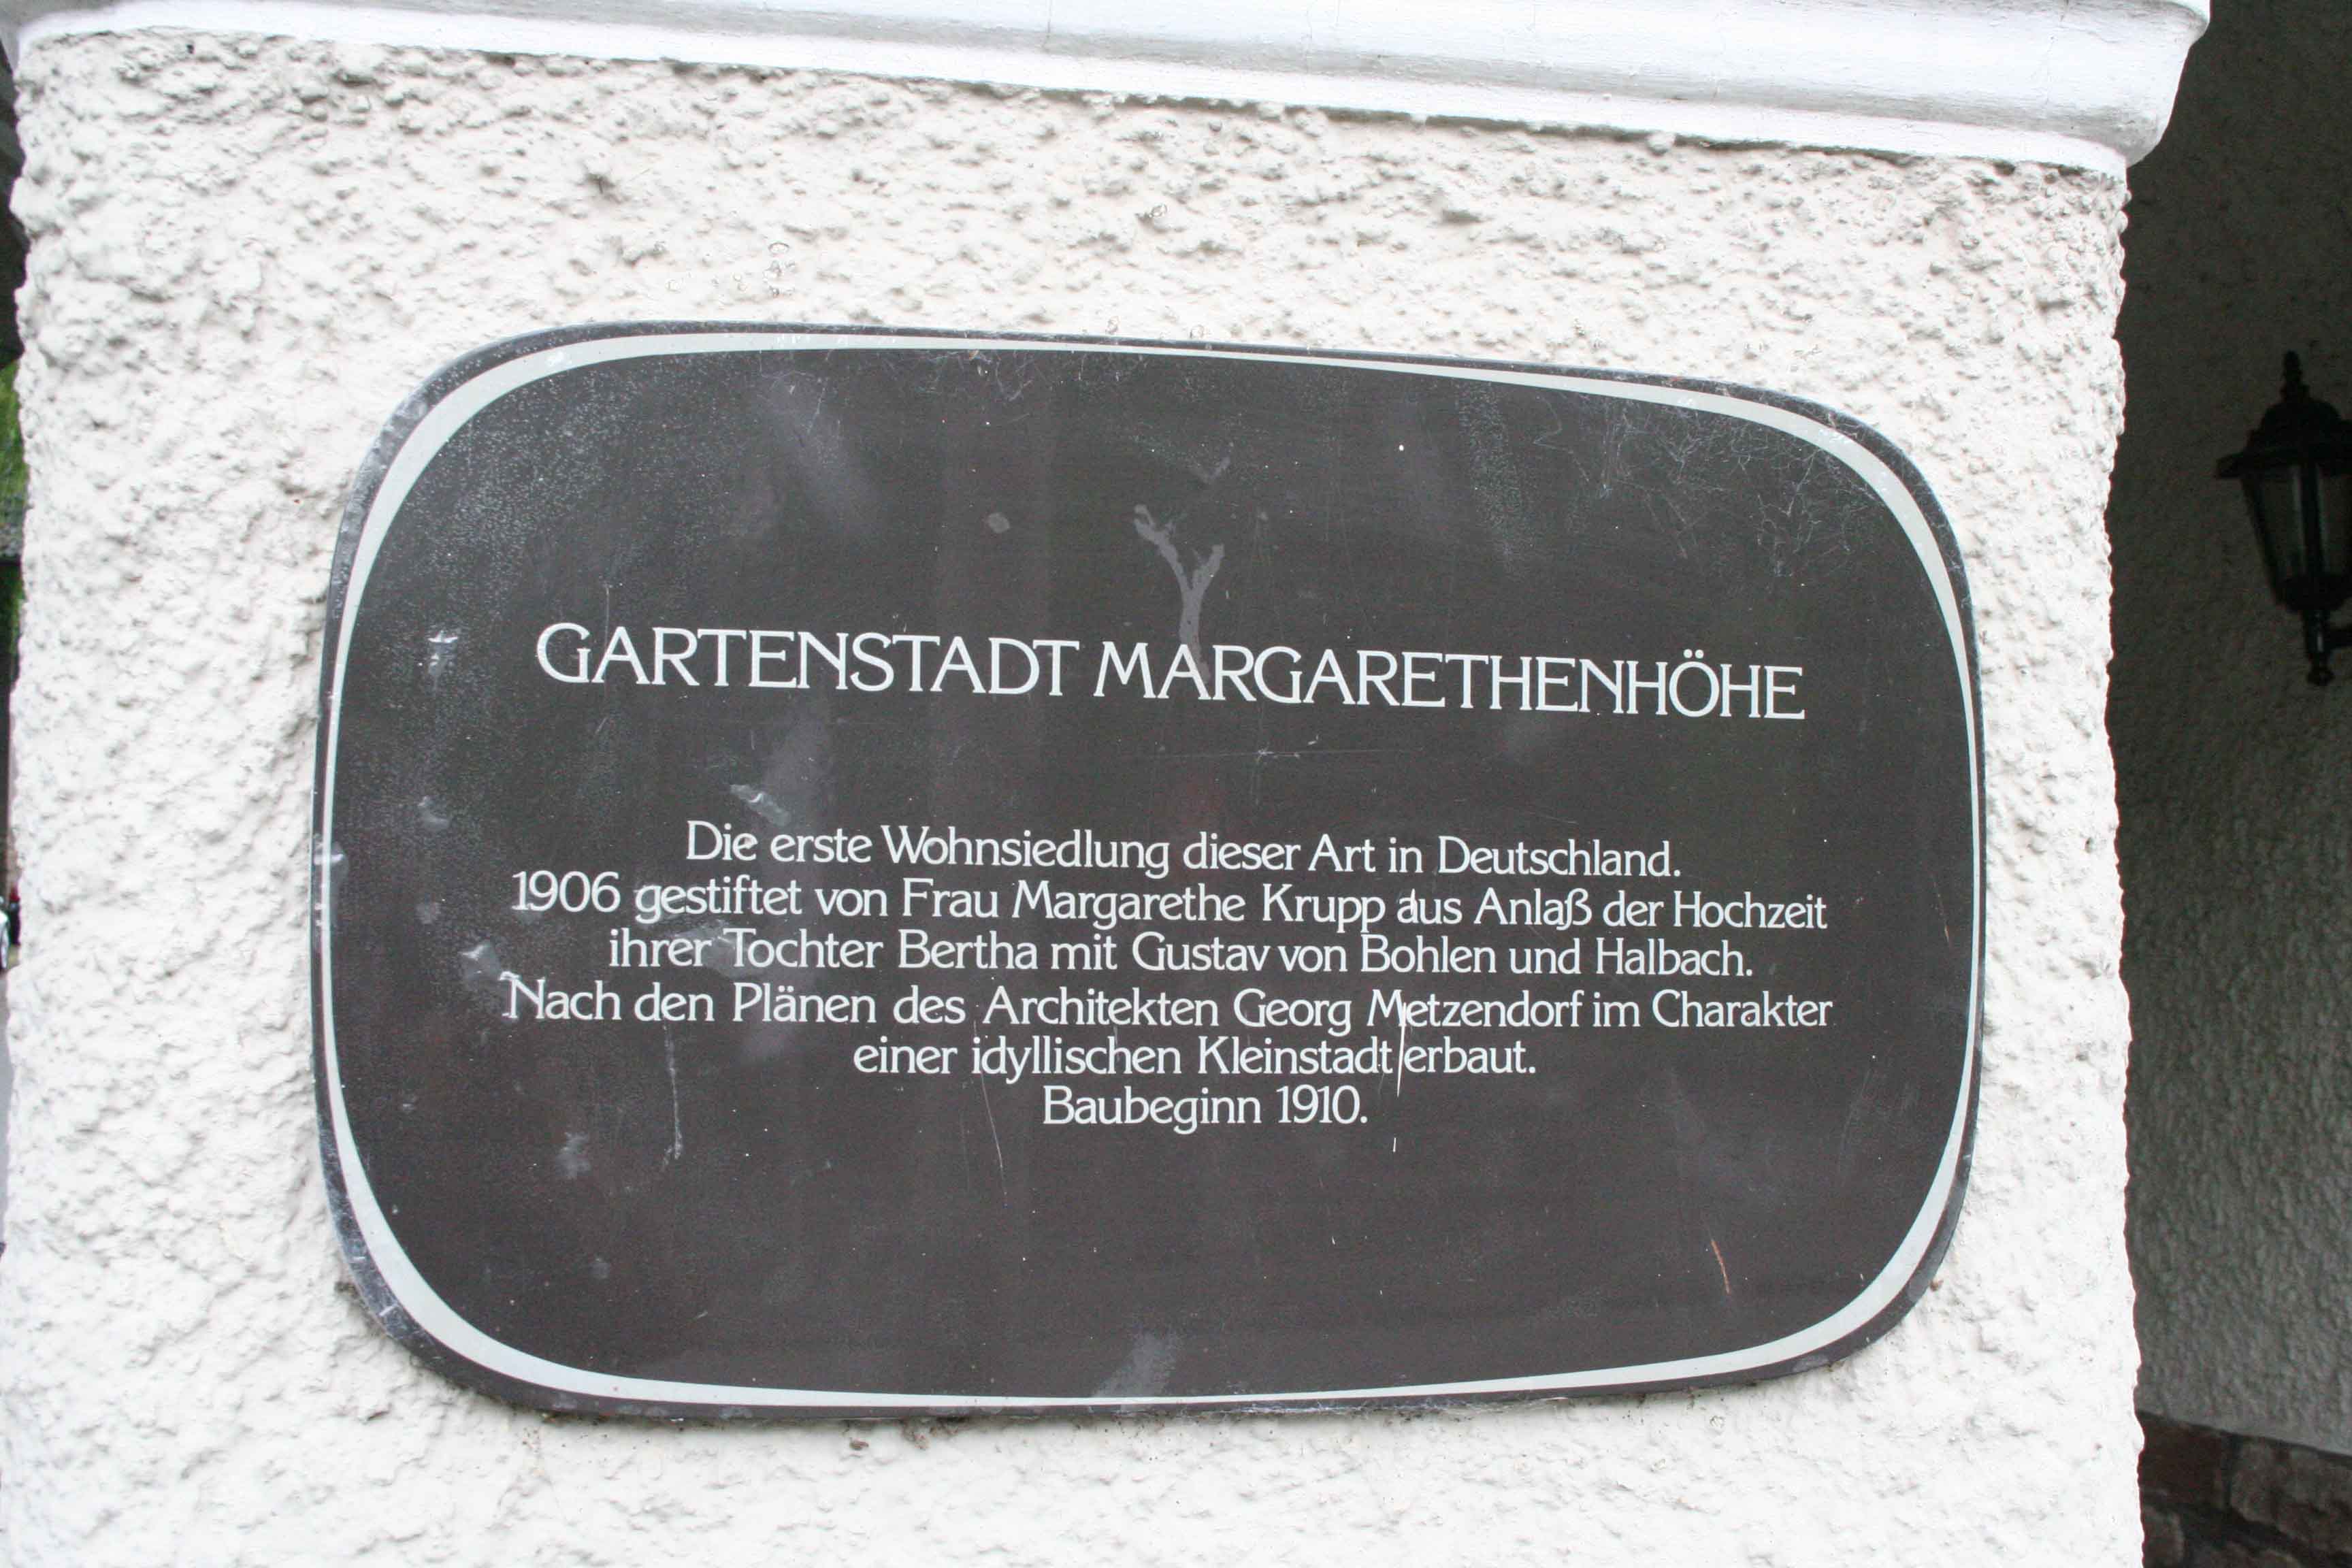 GARTENSTADT MARGARETHENHÖHE
Die erste Wohnsiedlung dieser Art in Deutschland.
1906 gestiftet von Frau Margarethe Krupp aus Anlaß der Hochzeit
ihrer Tochter Bertha mit Gustav von Bohlen und Halbach.
Nach den Plänen des Architekten Georg Metzendorf im Charakter
einer idyllischen Kleinstadt erbaut.
Baubeginn 1910.